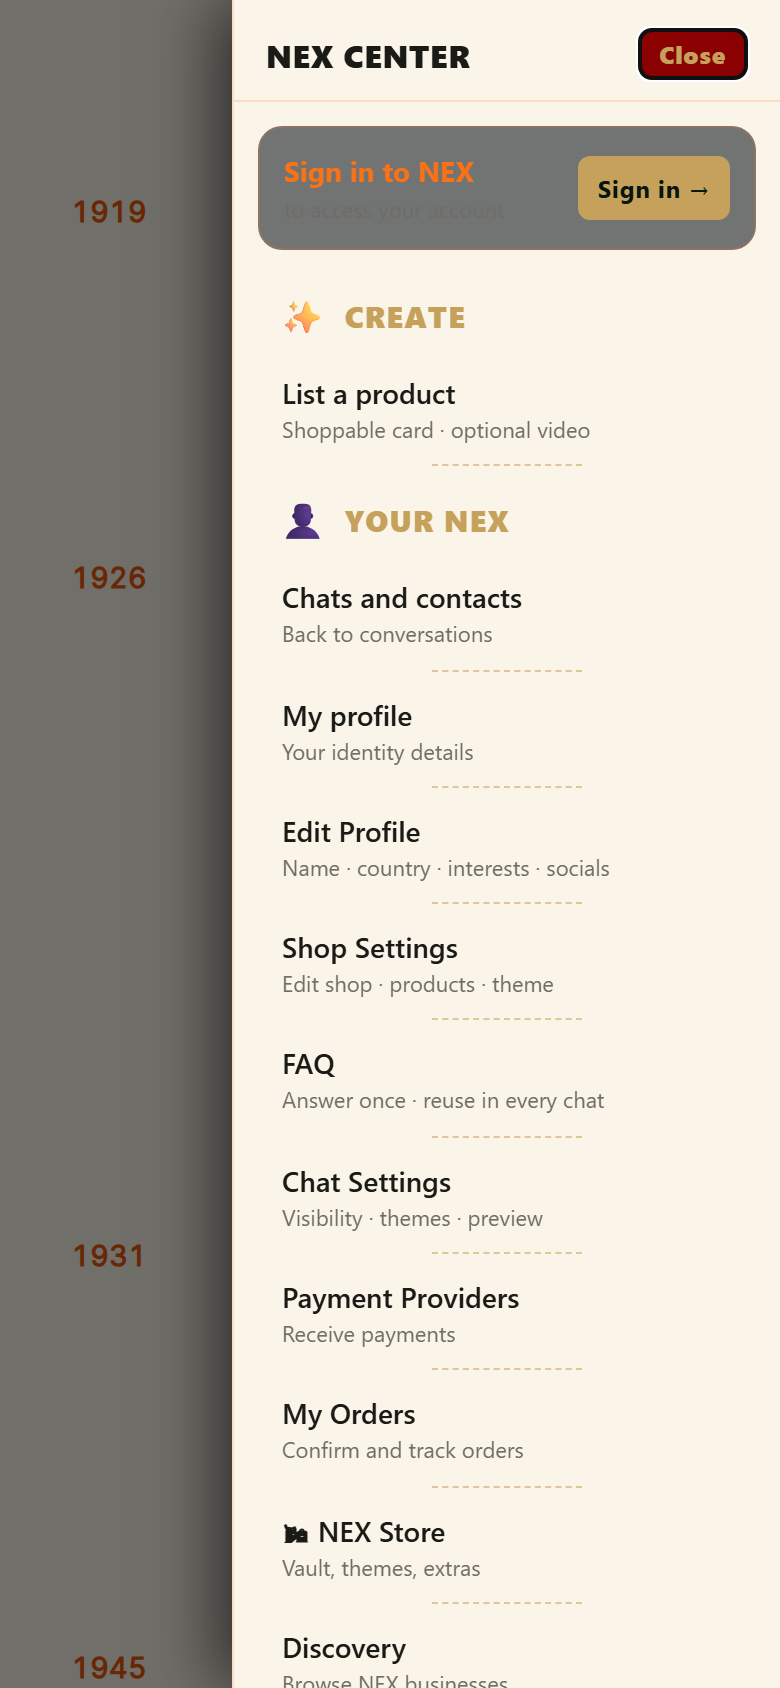 NEX CENTER
Close
Sign in to NEX
to access your account
Sign in →
CREATE
List a product
Shoppable card · optional video
YOUR NEX
Chats and contacts
Back to conversations
My profile
Your identity details
Edit Profile
Name · country · interests · socials
Shop Settings
Edit shop · products · theme
FAQ
Answer once · reuse in every chat
Chat Settings
Visibility · themes · preview
Payment Providers
Receive payments
My Orders
Confirm and track orders
NEX Store
Vault, themes, extras
Discovery
Browse NEX businesses
1919
1926
1931
1945